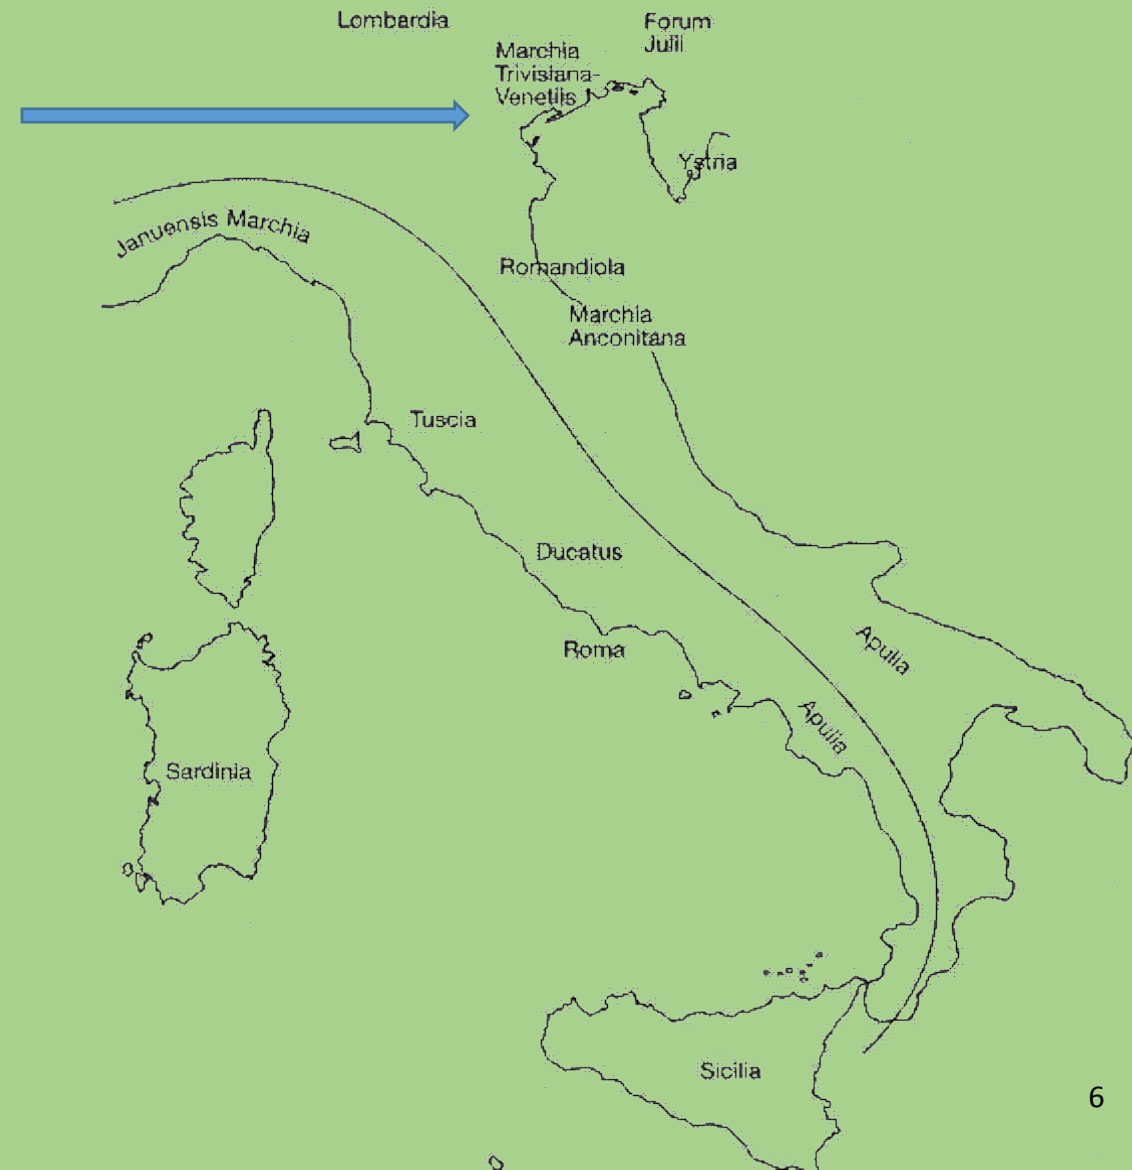 Lombardia
Forum
Julii
Marchia
Trivisiana-
Venetiis
Ystria
Januensis Marchia
Romandiola
Marchia
Anconitana
Tuscia
Ducatus
Roma
Apulia
Apulia
Sardinia
Sicilia
6